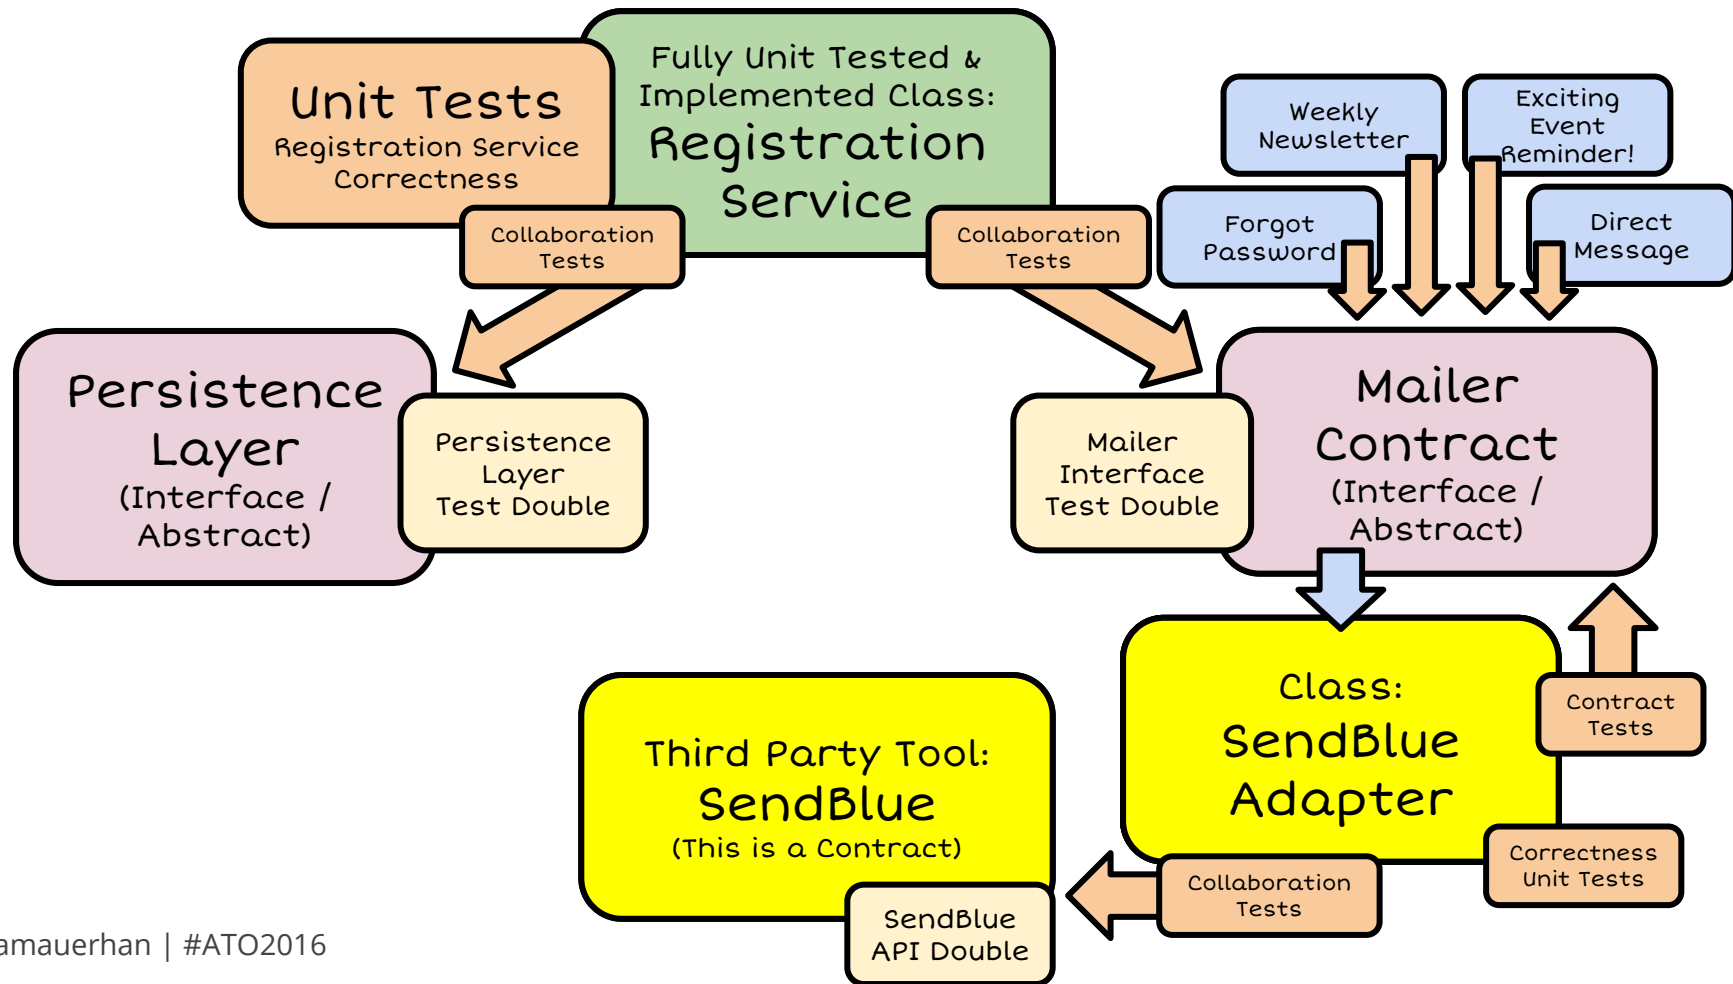 Unit Tests
Registration Service
Correctness
Fully Unit Tested &
Implemented Class:
Registration
Service
Collaboration
Tests
Collaboration
Tests
Weekly
Newsletter
Exciting
Event
Reminder!
Forgot
Password
Direct
Message
Persistence
Layer
(Interface /
Abstract)
Persistence
Layer
Test Double
Mailer
Interface
Test Double
Mailer
Contract
(Interface /
Abstract)
Class:
SendBlue
Adapter
Contract
Tests
Third Party Tool:
SendBlue
(This is a Contract)
Correctness
Unit Tests
Collaboration
Tests
SendBlue
API Double
amauerhan | #ATO2016